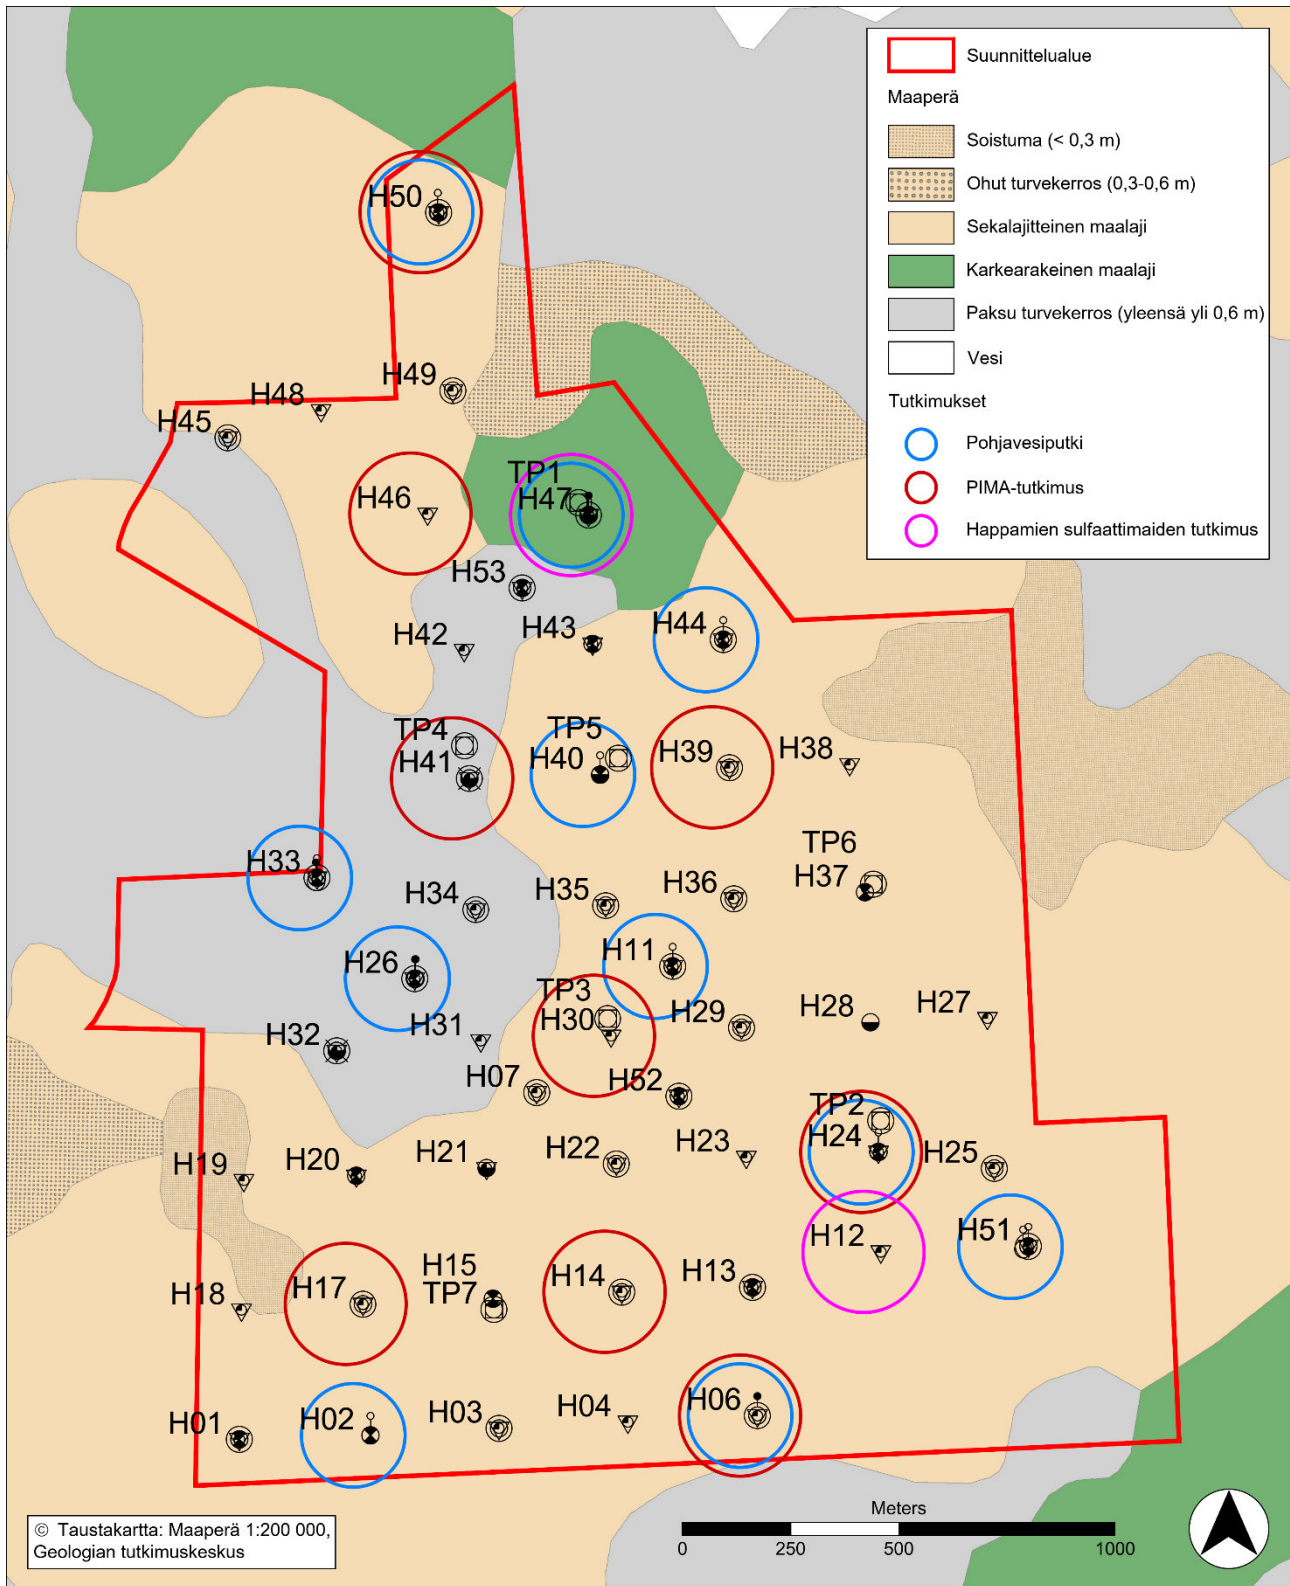 Suunnittelualue
Maaperä
Soistuma (< 0,3 m)
Ohut turvekerros (0,3-0,6 m)
Sekalajitteinen maalaji
Karkearakeinen maalaji
Paksu turvekerros (yleensä yli 0,6 m)
Vesi
Tutkimukset
Pohjavesiputki
PIMA-tutkimus
Happamien sulfaattimaiden tutkimus
H50
H49
H48
H45
TP1
H46
H47
H53
H44
H42
H43
TP4
TP5
H41
H40
H39
H38
TP6
H33
H37
H34
H35
H36
H26
H11
TP3
H32
H31
H30
H29
H28
H27
H07
H52
TP2
H19
H20
H21
H22
H23
H24
H25
H12
H51
H15
H18
H17
TP7
H14
H13
H01
H02
H03
H04
H06
Meters
0 250 500 1000
© Taustakartta: Maaperä 1:200 000,
Geologian tutkimuskeskus